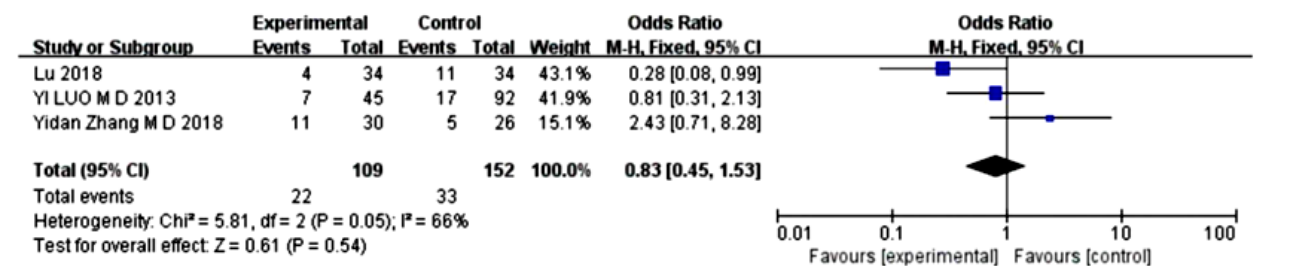 Experimental Control Odds Ratio Odds Ratio
Study or Subgroup Events Total Events Total Weight M-H, Fixed, 95% CI M-H, Fixed, 95% CI
Lu 2018 4 34 11 34 43.1% 0.28 [0.08, 0.99]
YI LUO M D 2013 7 45 17 92 41.9% 0.81 [0.31, 2.13]
Yidan Zhang M D 2018 11 30 5 26 15.1% 2.43 [0.71, 8.28]
Total (95% CI) 109 152 100.0% 0.83 [0.45, 1.53]
Total events 22 33
Heterogeneity: Chi² = 5.81, df = 2 (P = 0.05); I² = 66%
Test for overall effect: Z = 0.61 (P = 0.54)
0.01 0.1 1 10 100
Favours [experimental] Favours [control]